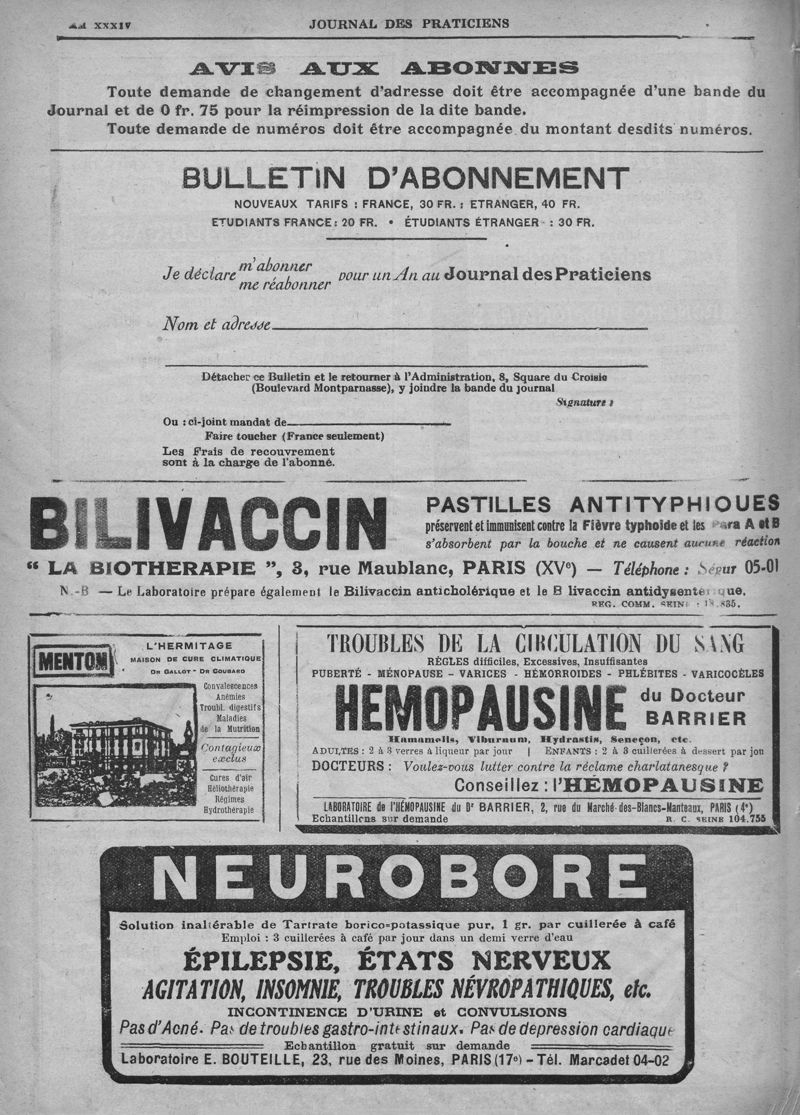 XXXIV
JOURNAL DES PRATICIENS
AVIS AUX ABONNES
Toute demande de changement d'adresse doit être accompagnée d'une bande du
Journal et de 0 fr. 75 pour la réimpression de la dite bande.
Toute demande de numéros doit être accompagnée du montant desdits numéros.
BULLETIN D'ABONNEMENT
NOUVEAUX TARIFS : FRANCE, 30 FR. : ETRANGER, 40 FR.
ETUDIANTS FRANCE : 20 FR. • ÉTUDIANTS ÉTRANGER : 30 FR.
Je déclare m'abonner
me réabonner pour un An au Journal des Praticiens
Nom et adresse
Détacher ce Bulletin et le retourner à l'Administration, 8, Square du Croisic
(Boulevard Montparnasse), y joindre la bande du journal
Signature :
Ou : ci-joint mandat de
Faire toucher (France seulement)
Les Frais de recouvrement
sont à la charge de l'abonné.
BILIVACCIN
PASTILLES ANTITYPHIQUES
préservent et immunisent contre la Fièvre typhoïde et les Para A et B
s'absorbent par la bouche et ne causent aucune réaction
“ LA BIOTHERAPIE ”, 3, rue Maublanc, PARIS (XVe) — Téléphone : Ségur 05-01
N.-B — Le Laboratoire prépare également le Bilivaccin anticholérique et le B livaccin antidysenterique.
REG. COMM. SEINE
MENTON
L'HERMITAGE
MAISON DE CURE CLIMATIQUE
DR GALLOT - DR COUBARD
Convalescences
Anémies
Troubl. digestifs
Maladies
de la Nutrition
Contagieux
exclus
Cures d'air
Héliothérapie
Régimes
Hydrothérapie
TROUBLES DE LA CIRCULATION DU SANG
RÈGLES difficiles, Excessives, Insuffisantes
PUBERTÉ - MÉNOPAUSE - VARICES - HÉMORROIDES - PHLÉBITES - VARICOCÈLES
HEMOPAUSINE
du Docteur
BARRIER
Hamamelis, Viburnum, Hydrastis, Seneçon, etc.
ADULTES : 2 à 3 verres à liqueur par jour | ENFANTS : 2 à 3 cuillerées à dessert par jou
DOCTEURS : Voulez-vous lutter contre la réclame charlatanesque ?
Conseillez : l'HÉMOPAUSINE
LABORATOIRE de l'HÉMOPAUSINE du Dr BARRIER, 2, rue du Marché-des-Blancs-Manteaux, PARIS (4e)
Echantillons sur demande
R. C. SEINE 104.755
NEUROBORE
Solution inaltérable de Tartrate borico=potassique pur, 1 gr. par cuillerée à café
Emploi : 3 cuillerées à café par jour dans un demi verre d'eau
ÉPILEPSIE, ÉTATS NERVEUX
AGITATION, INSOMNIE, TROUBLES NÉVROPATHIQUES, etc.
INCONTINENCE D'URINE et CONVULSIONS
Pas d'Acné. Pas de troubles gastro-intestinaux. Pas de depression cardiaque
Echantillon gratuit sur demande
Laboratoire E. BOUTEILLE, 23, rue des Moines, PARIS (17e) - Tél. Marcadet 04-02